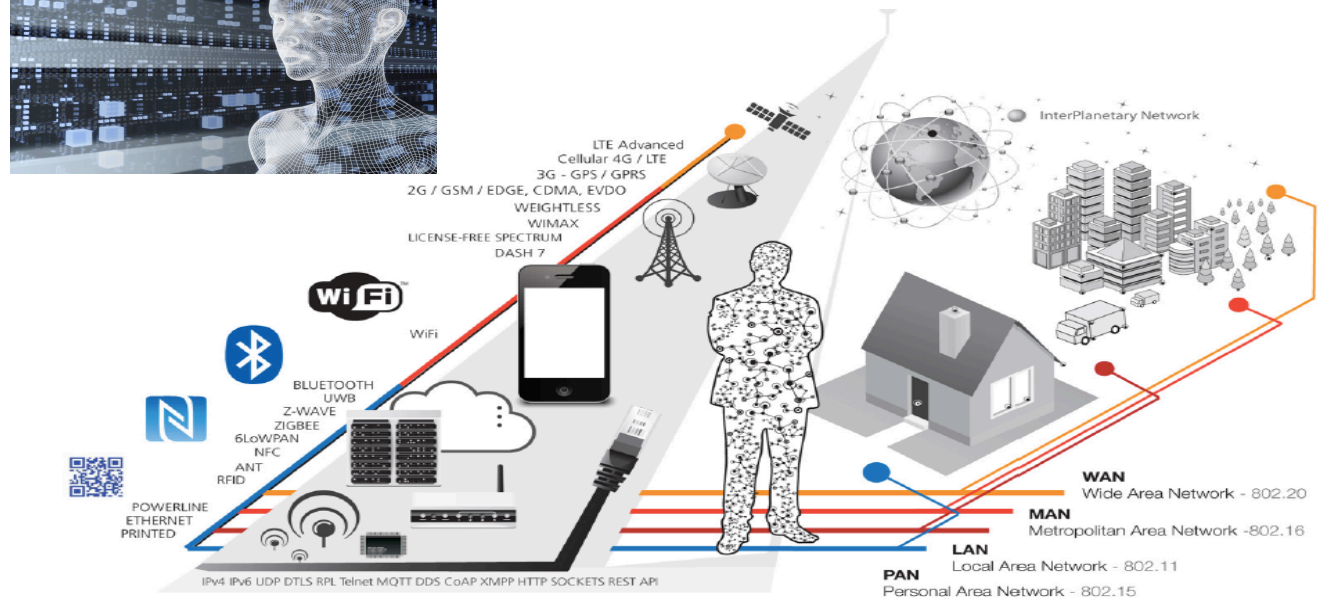 InterPlanetary Network
LTE Advanced
Cellular 4G / LTE
3G - GPS / GPRS
2G / GSM / EDGE, CDMA, EVDO
WEIGHTLESS
WIMAX
LICENSE-FREE SPECTRUM
DASH 7
WiFi
WiFi
BLUETOOTH
UWB
Z-WAVE
ZIGBEE
6LoWPAN
NFC
ANT
RFID
POWERLINE
ETHERNET
PRINTED
WAN
Wide Area Network - 802.20
MAN
Metropolitan Area Network -802.16
LAN
Local Area Network - 802.11
PAN
Personal Area Network - 802.15
IPv4 IPv6 UDP DTLS RPL Telnet MQTT DDS CoAP XMPP HTTP SOCKETS REST API